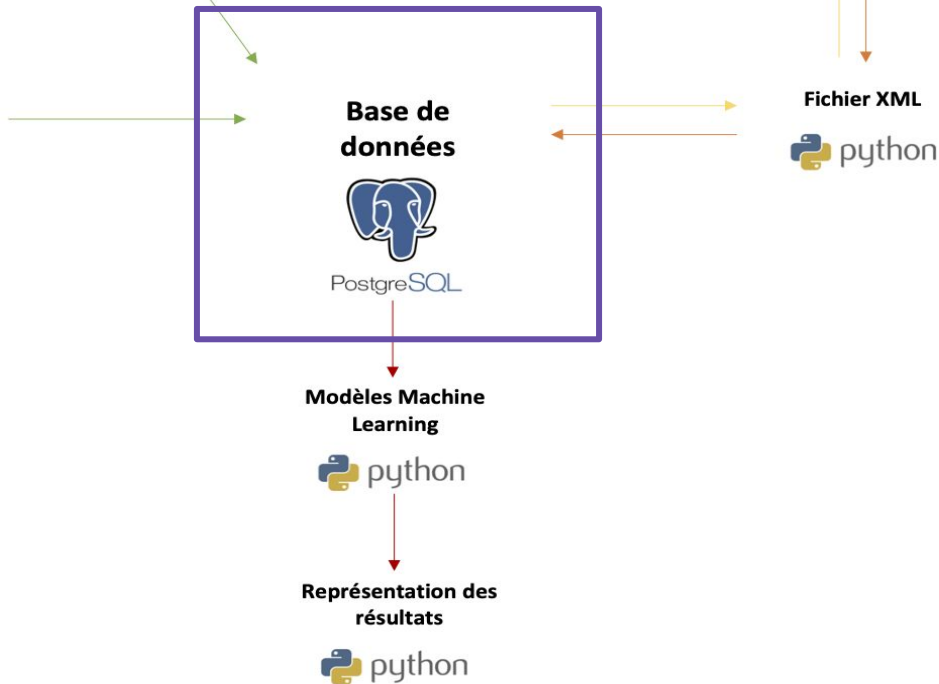 Base de
données
PostgreSQL
Fichier XML
python
Modèles Machine
Learning
python
Représentation des
résultats
python